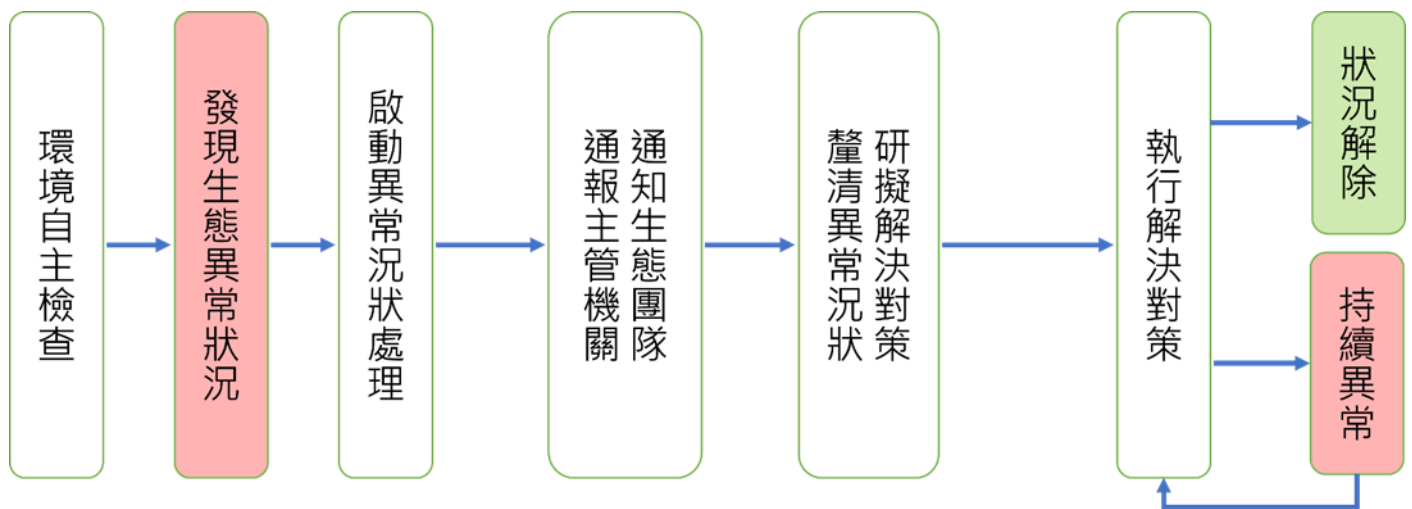 環境自主檢查
發現生態異常狀況
啟動異常況狀處理
通知生態團隊
通報主管機關
研擬解決對策
釐清異常況狀
執行解決對策
狀況解除
持續異常